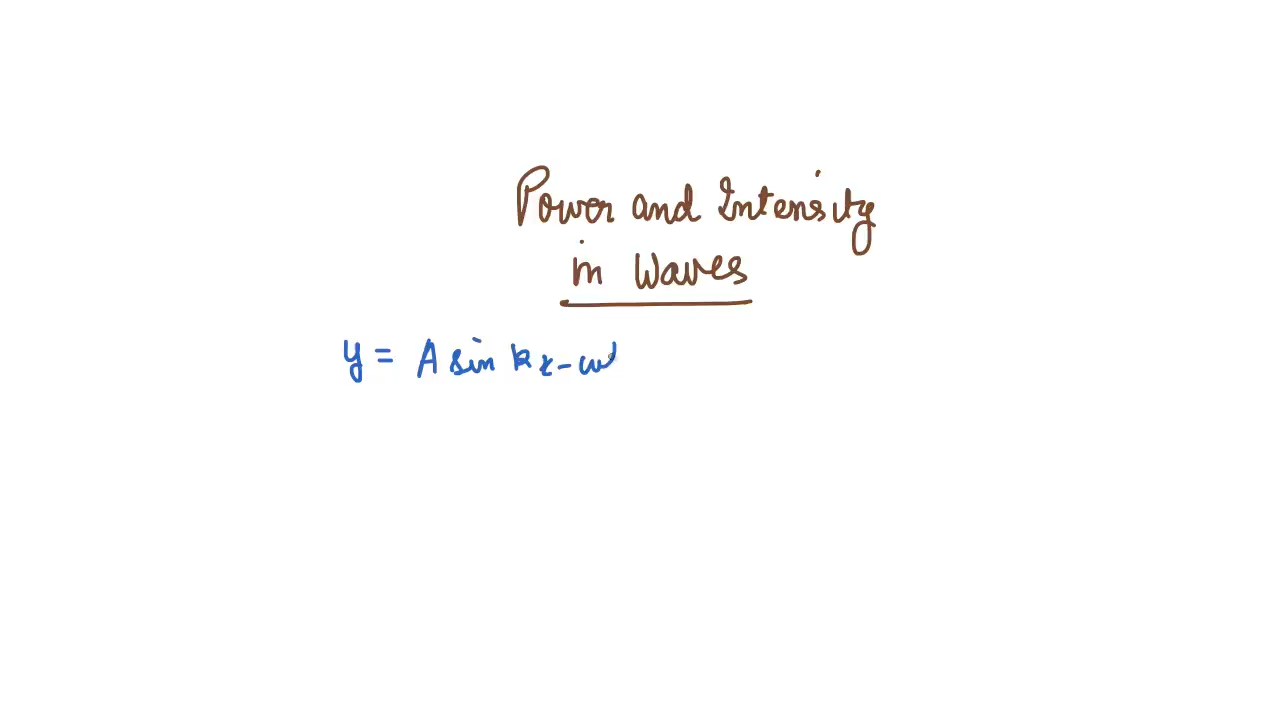 Power and Intensity
in Waves
y = A sin kx - ω